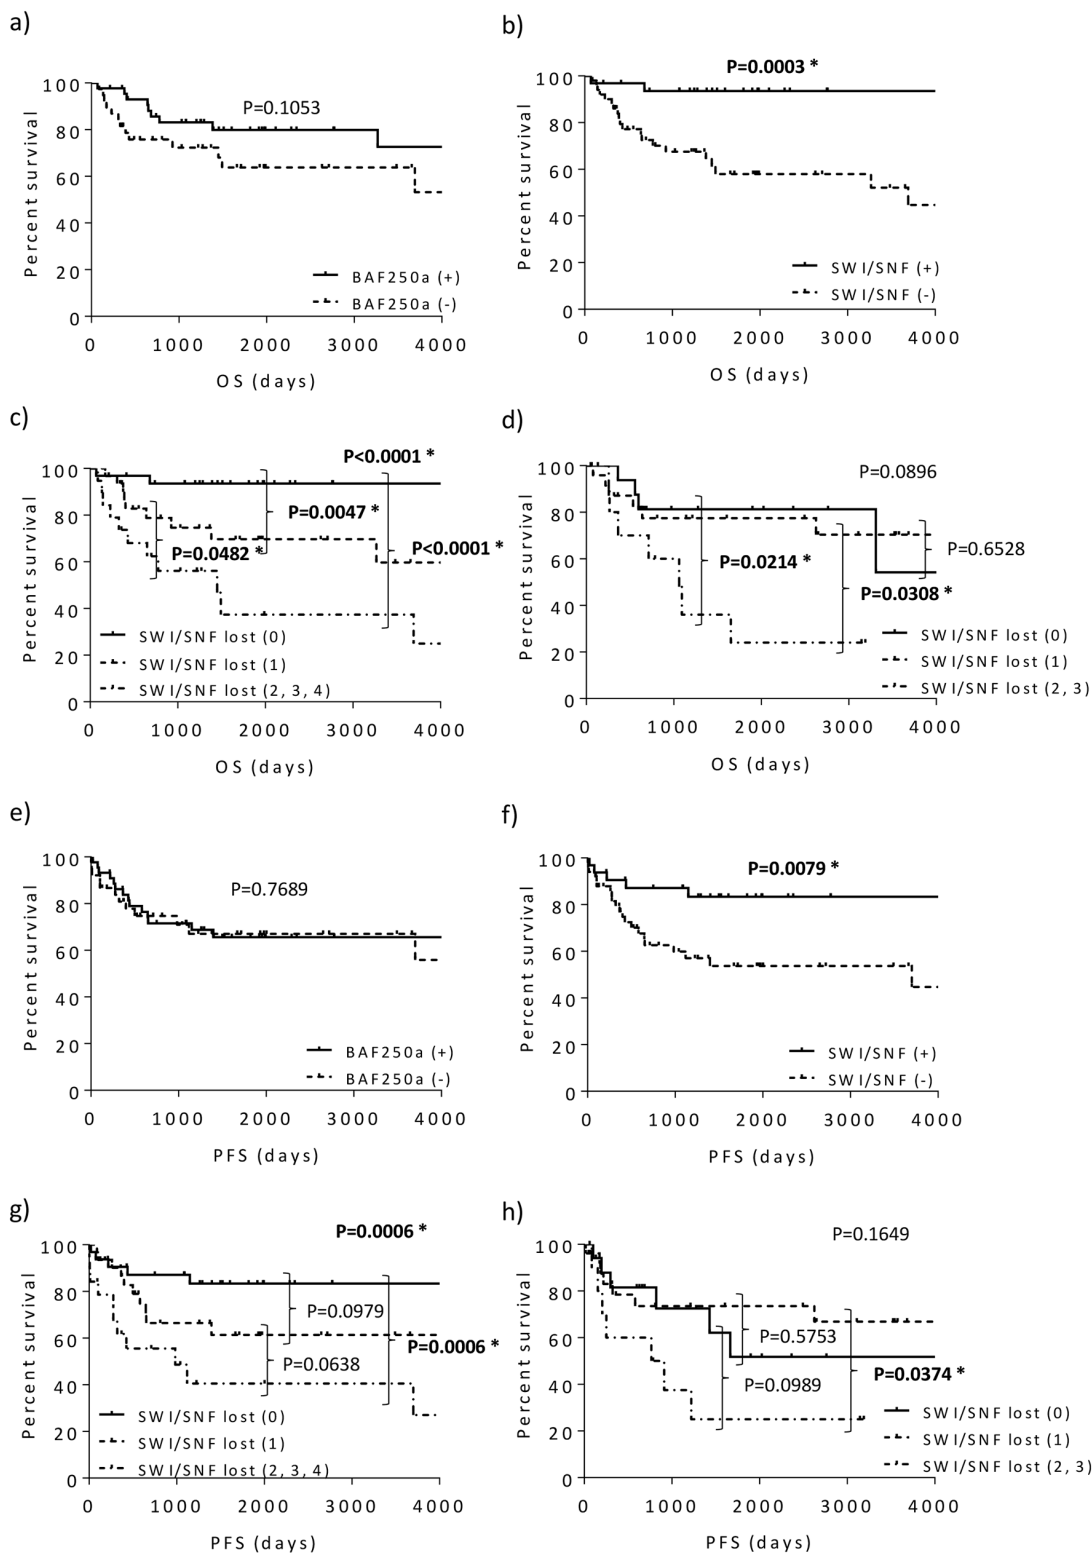 a)
100
80
60
40
20
0
Percent survival
P=0.1053
BAF250a (+)
BAF250a (-)
0 1000 2000 3000 4000
OS (days)
b)
100
80
60
40
20
0
Percent survival
P=0.0003 *
SWI/SNF (+)
SWI/SNF (-)
0 1000 2000 3000 4000
OS (days)
c)
100
80
60
40
20
0
Percent survival
P<0.0001 *
P=0.0047 *
P=0.0482 *
P<0.0001 *
SWI/SNF lost (0)
SWI/SNF lost (1)
SWI/SNF lost (2, 3, 4)
0 1000 2000 3000 4000
OS (days)
d)
100
80
60
40
20
0
Percent survival
P=0.0896
P=0.6528
P=0.0214 *
P=0.0308 *
SWI/SNF lost (0)
SWI/SNF lost (1)
SWI/SNF lost (2, 3)
0 1000 2000 3000 4000
OS (days)
e)
100
80
60
40
20
0
Percent survival
P=0.7689
BAF250a (+)
BAF250a (-)
0 1000 2000 3000 4000
PFS (days)
f)
100
80
60
40
20
0
Percent survival
P=0.0079 *
SWI/SNF (+)
SWI/SNF (-)
0 1000 2000 3000 4000
PFS (days)
g)
100
80
60
40
20
0
Percent survival
P=0.0006 *
P=0.0979
P=0.0006 *
P=0.0638
SWI/SNF lost (0)
SWI/SNF lost (1)
SWI/SNF lost (2, 3, 4)
0 1000 2000 3000 4000
PFS (days)
h)
100
80
60
40
20
0
Percent survival
P=0.1649
P=0.5753
P=0.0374 *
P=0.0989
SWI/SNF lost (0)
SWI/SNF lost (1)
SWI/SNF lost (2, 3)
0 1000 2000 3000 4000
PFS (days)